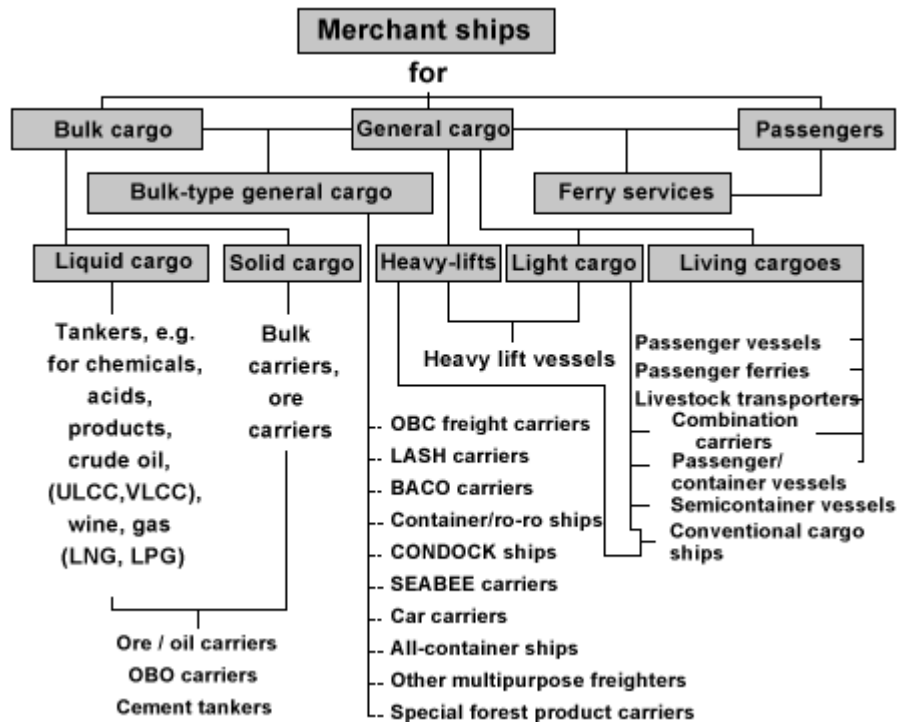 Merchant ships
for
Bulk cargo
General cargo
Passengers
Bulk-type general cargo
Ferry services
Liquid cargo
Solid cargo
Heavy-lifts
Light cargo
Living cargoes
Tankers, e.g.
for chemicals,
acids,
products,
crude oil,
(ULCC,VLCC),
wine, gas
(LNG, LPG)
Bulk
carriers,
ore
carriers
Heavy lift vessels
Passenger vessels
Passenger ferries
Livestock transporters
Combination
carriers
Passenger/
container vessels
Semicontainer vessels
Conventional cargo
ships
OBC freight carriers
LASH carriers
BACO carriers
Container/ro-ro ships
CONDOCK ships
SEABEE carriers
Car carriers
All-container ships
Other multipurpose freighters
Special forest product carriers
Ore / oil carriers
OBO carriers
Cement tankers